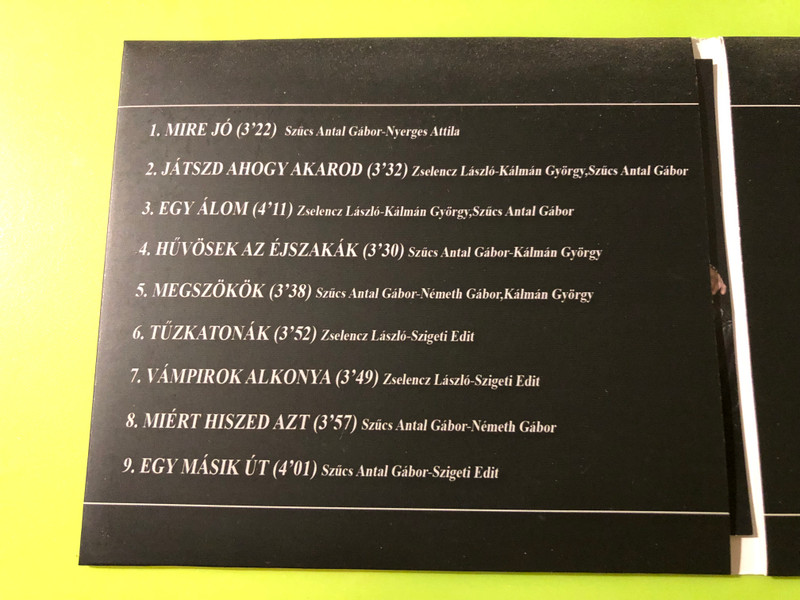 1. MIRE JÓ (3’22) Szűcs Antal Gábor-Nyerges Attila
2. JÁTSZD AHOGY AKAROD (3’32) Zselencz László-Kálmán György,Szűcs Antal Gábor
3. EGY ÁLOM (4’11) Zselencz László-Kálmán György,Szűcs Antal Gábor
4. HŰVÖSEK AZ ÉJSZAKÁK (3’30) Szűcs Antal Gábor-Kálmán György
5. MEGSZÖKÖK (3’38) Szűcs Antal Gábor-Németh Gábor,Kálmán György
6. TŰZKATONÁK (3’52) Zselencz László-Szigeti Edit
7. VÁMPIROK ALKONYA (3’49) Zselencz László-Szigeti Edit
8. MIÉRT HISZED AZT (3’57) Szűcs Antal Gábor-Németh Gábor
9. EGY MÁSIK ÚT (4’01) Szűcs Antal Gábor-Szigeti Edit